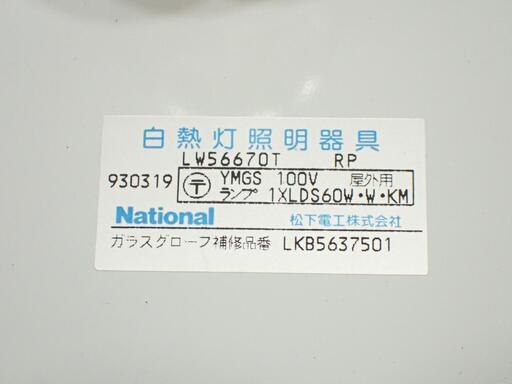 白熱灯照明器具
LW56670T RP
930319 〒 YMGS 100V 屋外用
ランプ 1XLDS60W・W・KM
National 松下電工株式会社
ガラスグローブ補修品番 LKB5637501